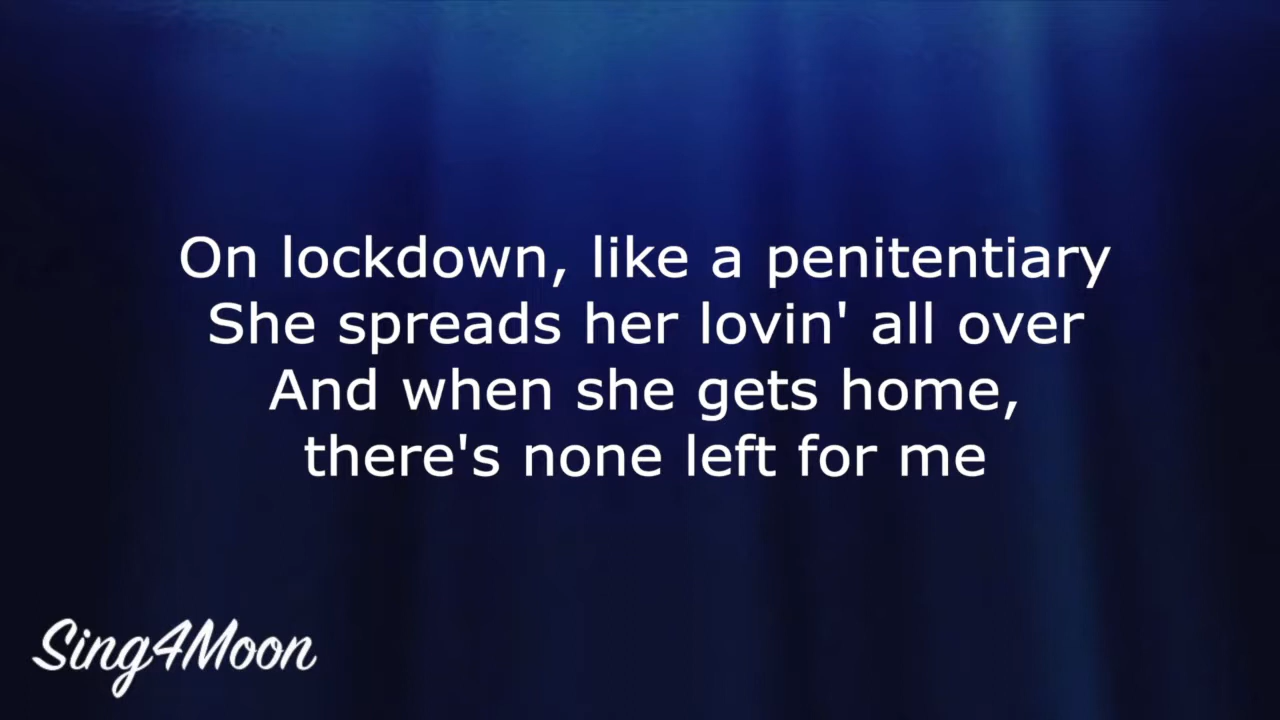 On lockdown, like a penitentiary
She spreads her lovin' all over
And when she gets home,
there's none left for me
Sing4Moon